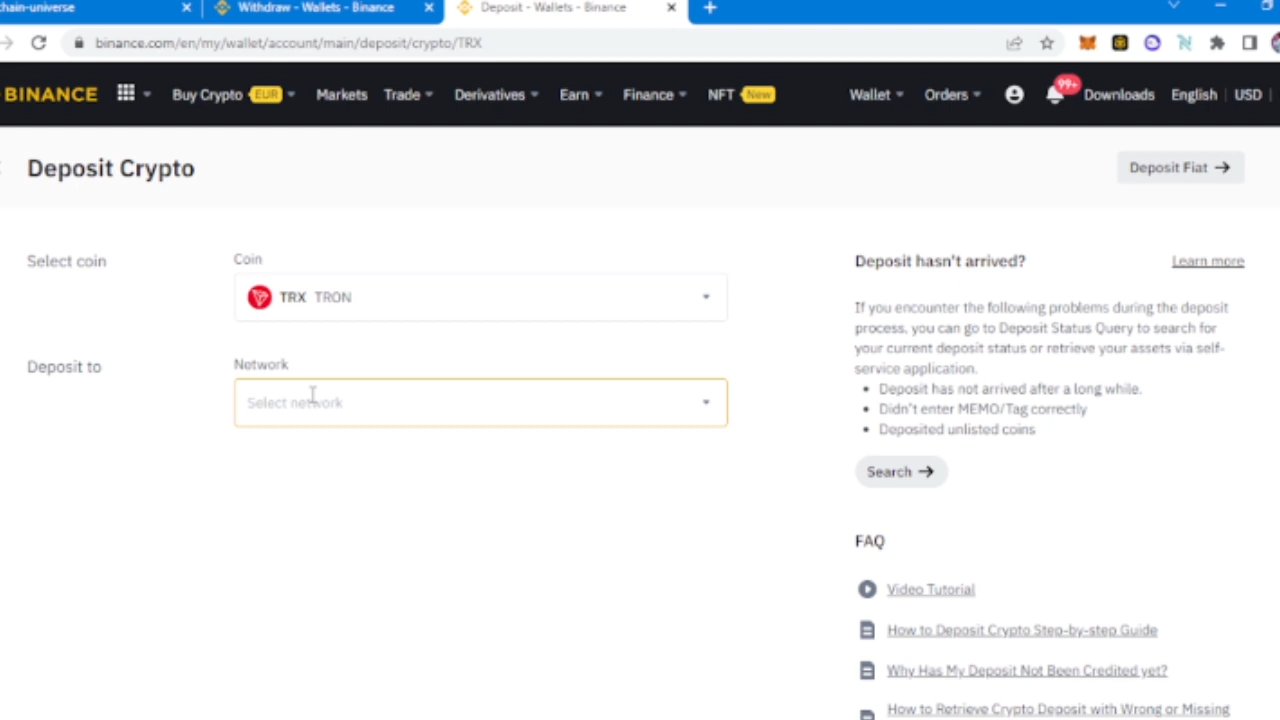 hain-universe
Withdraw - Wallets - Binance
Deposit - Wallets - Binance
binance.com/en/my/wallet/account/main/deposit/crypto/TRX
BINANCE
Buy Crypto EUR
Markets
Trade
Derivatives
Earn
Finance
NFT New
Wallet
Orders
99+
Downloads
English
USD
Deposit Crypto
Deposit Fiat
Select coin
Coin
TRX TRON
Deposit to
Network
Select network
Deposit hasn't arrived?
Learn more
If you encounter the following problems during the deposit
process, you can go to Deposit Status Query to search for
your current deposit status or retrieve your assets via self-
service application.
Deposit has not arrived after a long while.
Didn't enter MEMO/Tag correctly
Deposited unlisted coins
Search
FAQ
Video Tutorial
How to Deposit Crypto Step-by-step Guide
Why Has My Deposit Not Been Credited yet?
How to Retrieve Crypto Deposit with Wrong or Missing